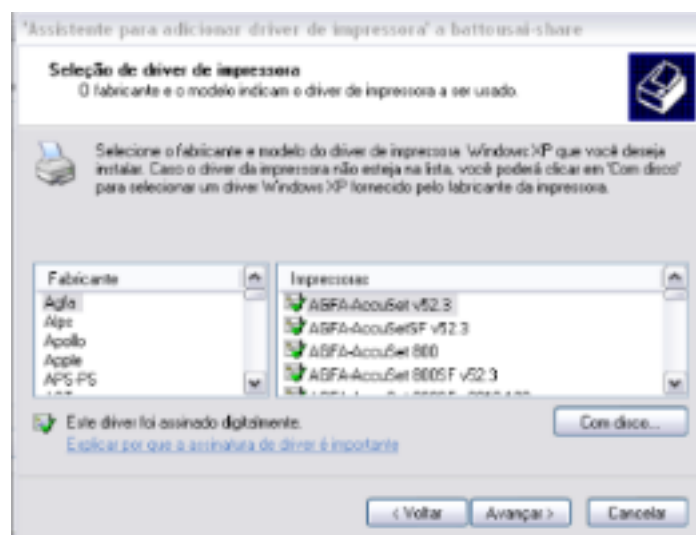 'Assistente para adicionar driver de impressora' a battousai-share
Seleção de driver de impressora
O fabricante e o modelo indicam o driver de impressora a ser usado.
Selecione o fabricante e modelo do driver de impressora Windows XP que você deseja
instalar. Caso o driver da impressora não esteja na lista, você poderá clicar em 'Com disco'
para selecionar um driver Windows XP fornecido pelo fabricante da impressora.
Fabricante
Impressoras
Agfa
AGFA-AccuSet v52.3
Alps
AGFA-AccuSetSF v52.3
Apollo
AGFA-AccuSet 800
Apple
AGFA-AccuSet 800SF v52.3
APS-PS
Este driver foi assinado digitalmente.
Com disco...
Explicar por que a assinatura de driver é importante
< Voltar
Avançar >
Cancelar